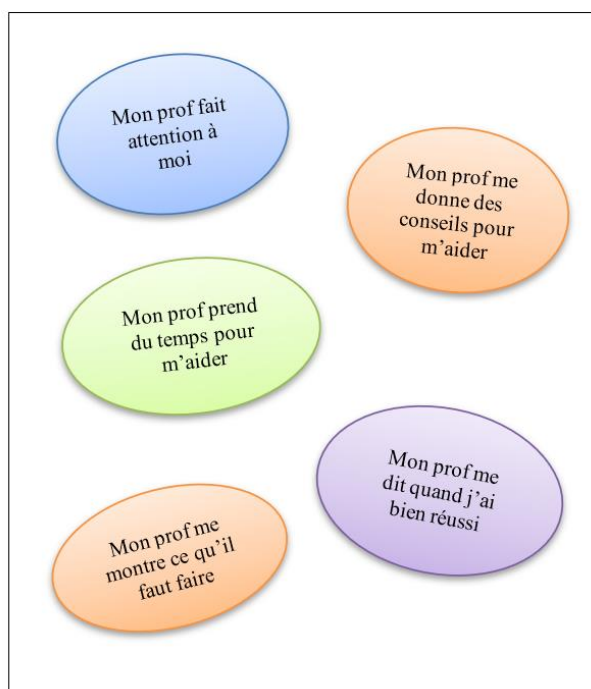 Mon prof fait
attention à
moi
Mon prof me
donne des
conseils pour
m'aider
Mon prof prend
du temps pour
m'aider
Mon prof me
dit quand j'ai
bien réussi
Mon prof me
montre ce qu'il
faut faire